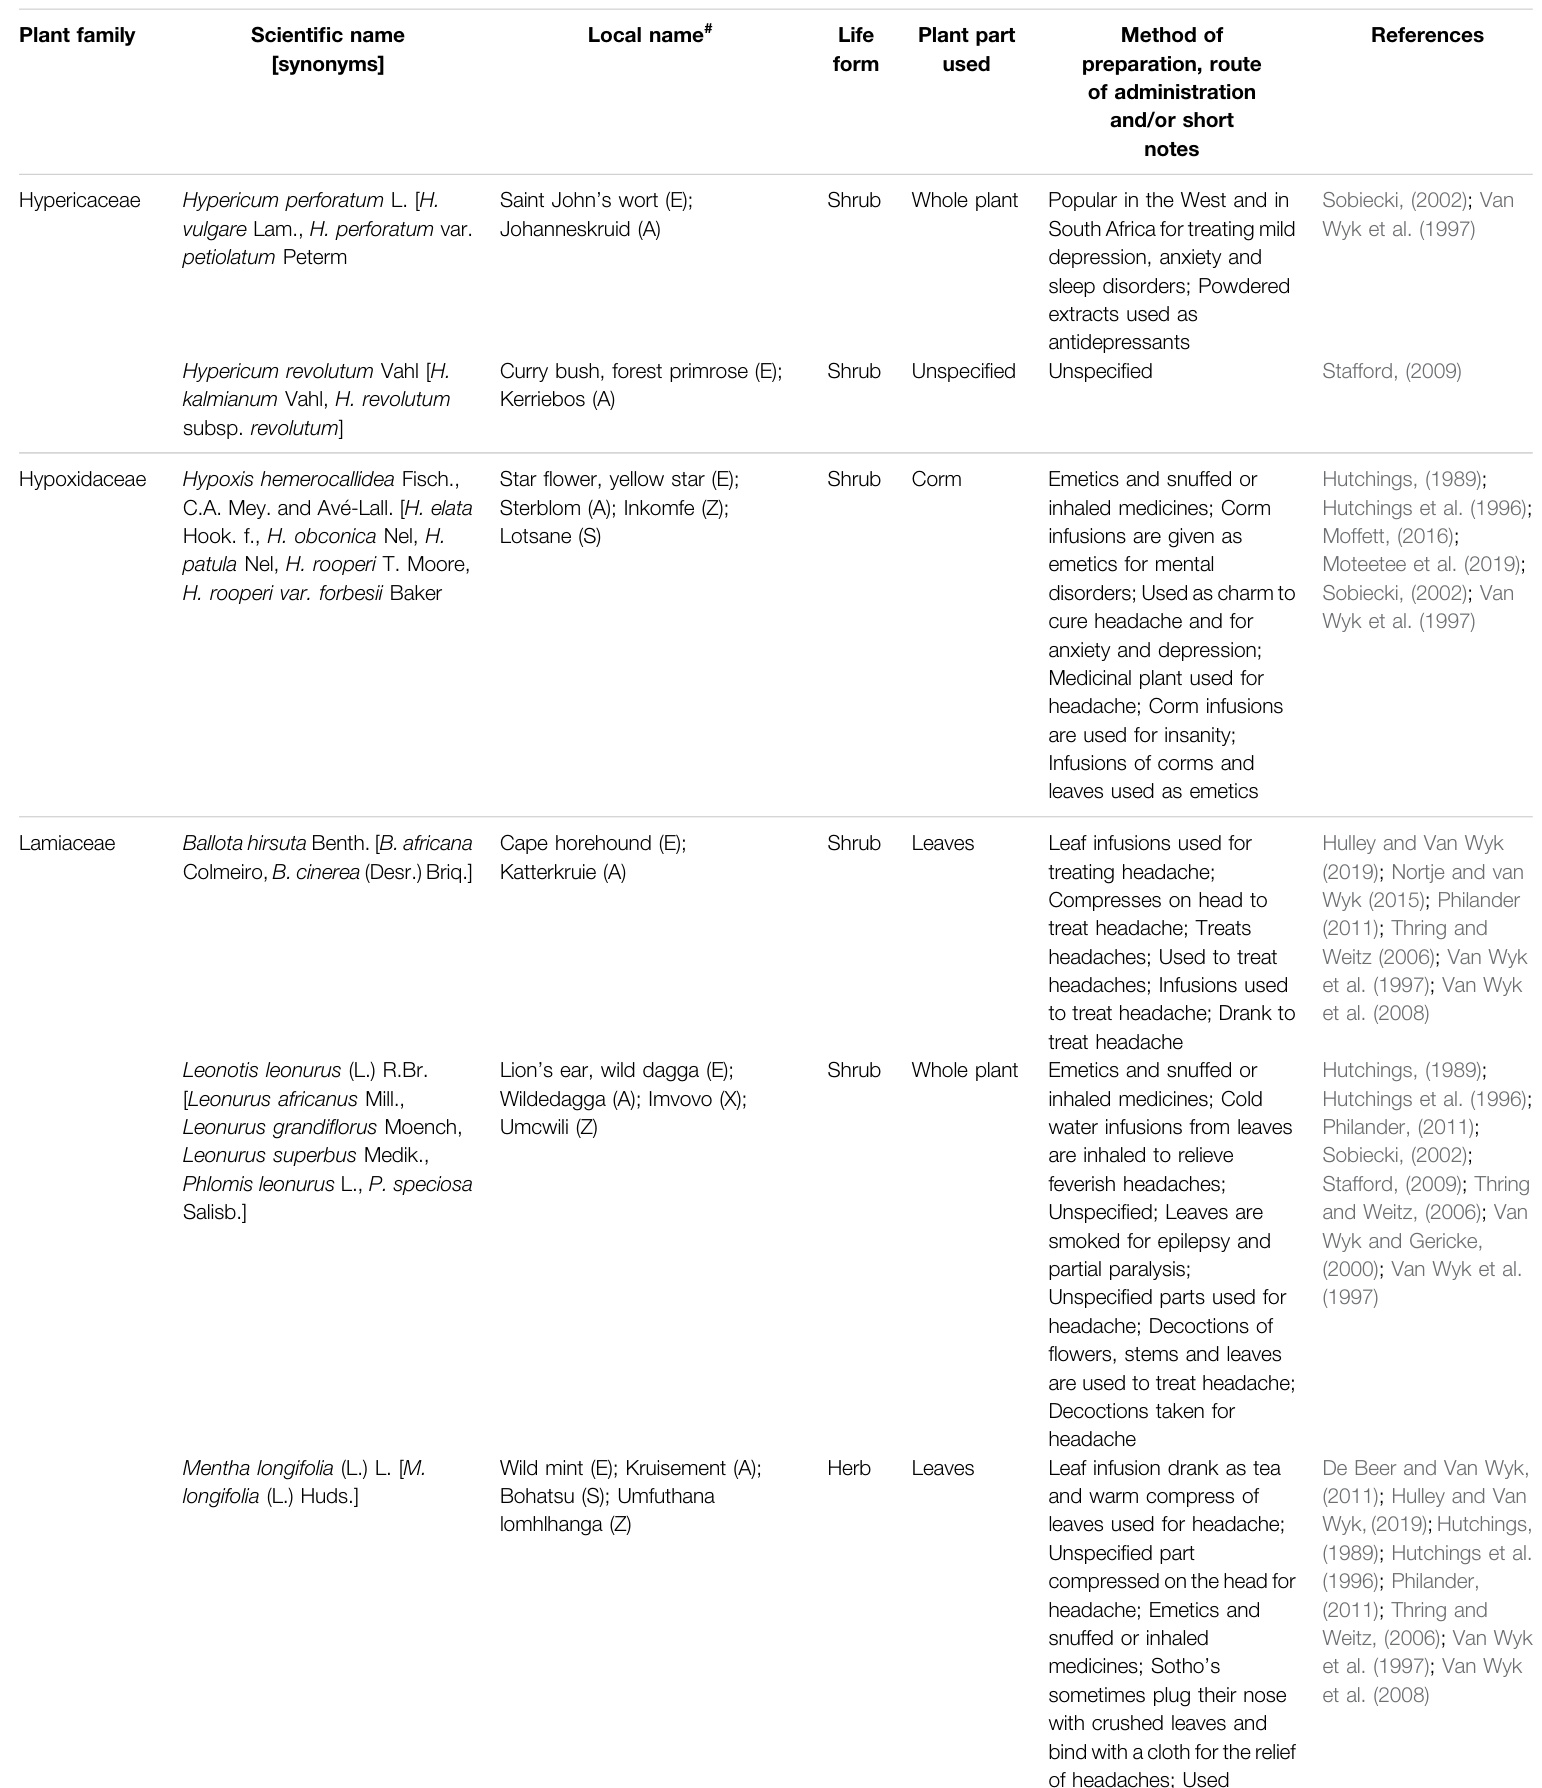 Plant family
Scientific name
[synonyms]
Local name#
Life
form
Plant part
used
Method of
preparation, route
of administration
and/or short
notes
References
Hypericaceae
Hypericum perforatum L. [H.
vulgare Lam., H. perforatum var.
petiolatum Peterm
Saint John’s wort (E);
Johanneskruid (A)
Shrub
Whole plant
Popular in the West and in
South Africa for treating mild
depression, anxiety and
sleep disorders; Powdered
extracts used as
antidepressants
Sobiecki, (2002); Van
Wyk et al. (1997)
Hypericum revolutum Vahl [H.
kalmianum Vahl, H. revolutum
subsp. revolutum]
Curry bush, forest primrose (E);
Kerriebos (A)
Shrub
Unspecified
Unspecified
Stafford, (2009)
Hypoxidaceae
Hypoxis hemerocallidea Fisch.,
C.A. Mey. and Avé-Lall. [H. elata
Hook. f., H. obconica Nel, H.
patula Nel, H. rooperi T. Moore,
H. rooperi var. forbesii Baker
Star flower, yellow star (E);
Sterblom (A); Inkomfe (Z);
Lotsane (S)
Shrub
Corm
Emetics and snuffed or
inhaled medicines; Corm
infusions are given as
emetics for mental
disorders; Used as charm to
cure headache and for
anxiety and depression;
Medicinal plant used for
headache; Corm infusions
are used for insanity;
Infusions of corms and
leaves used as emetics
Hutchings, (1989);
Hutchings et al. (1996);
Moffett, (2016);
Moteetee et al. (2019);
Sobiecki, (2002); Van
Wyk et al. (1997)
Lamiaceae
Ballota hirsuta Benth. [B. africana
Colmeiro, B. cinerea (Desr.) Briq.]
Cape horehound (E);
Katterkruie (A)
Shrub
Leaves
Leaf infusions used for
treating headache;
Compresses on head to
treat headache; Treats
headaches; Used to treat
headaches; Infusions used
to treat headache; Drank to
treat headache
Hulley and Van Wyk
(2019); Nortje and van
Wyk (2015); Philander
(2011); Thring and
Weitz (2006); Van Wyk
et al. (1997); Van Wyk
et al. (2008)
Leonotis leonurus (L.) R.Br.
[Leonurus africanus Mill.,
Leonurus grandiflorus Moench,
Leonurus superbus Medik.,
Phlomis leonurus L., P. speciosa
Salisb.]
Lion’s ear, wild dagga (E);
Wildedagga (A); Imvovo (X);
Umcwili (Z)
Shrub
Whole plant
Emetics and snuffed or
inhaled medicines; Cold
water infusions from leaves
are inhaled to relieve
feverish headaches;
Unspecified; Leaves are
smoked for epilepsy and
partial paralysis;
Unspecified parts used for
headache; Decoctions of
flowers, stems and leaves
are used to treat headache;
Decoctions taken for
headache
Hutchings, (1989);
Hutchings et al. (1996);
Philander, (2011);
Sobiecki, (2002);
Stafford, (2009); Thring
and Weitz, (2006); Van
Wyk and Gericke,
(2000); Van Wyk et al.
(1997)
Mentha longifolia (L.) L. [M.
longifolia (L.) Huds.]
Wild mint (E); Kruisement (A);
Bohatsu (S); Umfuthana
lomhlhanga (Z)
Herb
Leaves
Leaf infusion drank as tea
and warm compress of
leaves used for headache;
Unspecified part
compressed on the head for
headache; Emetics and
snuffed or inhaled
medicines; Sotho’s
sometimes plug their nose
with crushed leaves and
bind with a cloth for the relief
of headaches; Used
De Beer and Van Wyk,
(2011); Hulley and Van
Wyk, (2019); Hutchings,
(1989); Hutchings et al.
(1996); Philander,
(2011); Thring and
Weitz, (2006); Van Wyk
et al. (1997); Van Wyk
et al. (2008)